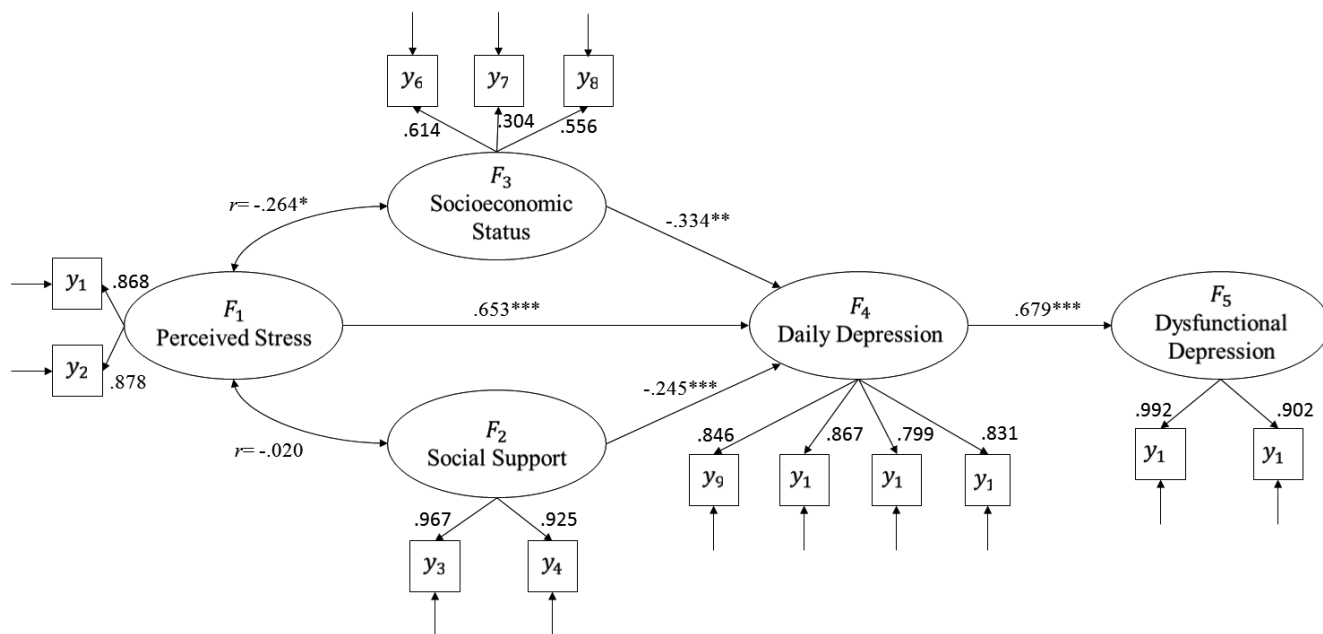 y6
y7
y8
.614
.304
.556
F3
Socioeconomic
Status
r= -.264*
-.334**
y1
.868
y2
.878
F1
Perceived Stress
.653***
F4
Daily Depression
.679***
F5
Dysfunctional
Depression
r= -.020
-.245***
F2
Social Support
.967
.925
y3
y4
.846
.867
.799
.831
y9
y1
y1
y1
.992
.902
y1
y1